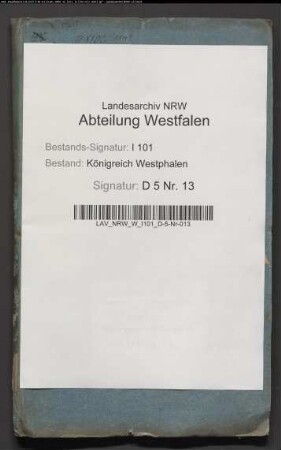 Landesarchiv NRW
Abteilung Westfalen
Bestands-Signatur: I 101
Bestand: Königreich Westphalen
Signatur: D 5 Nr. 13
LAV_NRW_W_I101_D-5-Nr-013